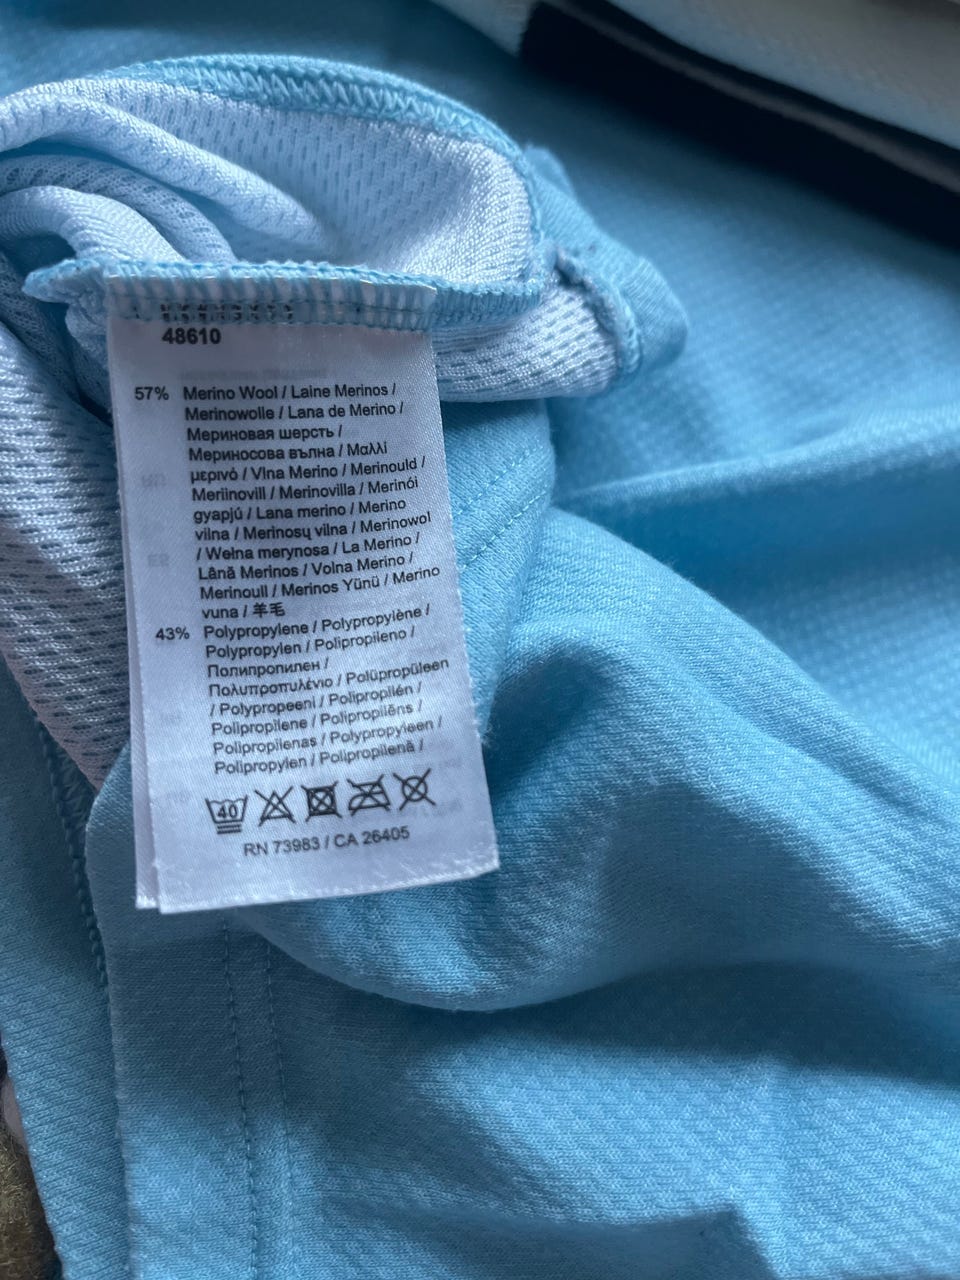 48610
57% Merino Wool / Laine Merinos /
Merinowolle / Lana de Merino /
Мериновая шерсть /
Мериносова вълна / Μαλλί
μερινό / Vlna Merino / Merinould /
Meriinovill / Merinovilla / Merinói
gyapjú / Lana merino / Merino
vilna / Merinosų vilna / Merinowol
/ Wełna merynosa / La Merino /
Lână Merinos / Volna Merino /
Merinoull / Merinos Yünü / Merino
vuna / 羊毛
43% Polypropylene / Polypropylène /
Polypropylen / Polipropileno /
Полипропилен /
Πολυπροπυλένιο / Polüpropüleen
/ Polypropeeni / Polipropilén /
Polipropilene / Polipropilēns /
Polipropilenas / Polypropyleen /
Polipropylen / Polipropilenă /
40
RN 73983 / CA 26405